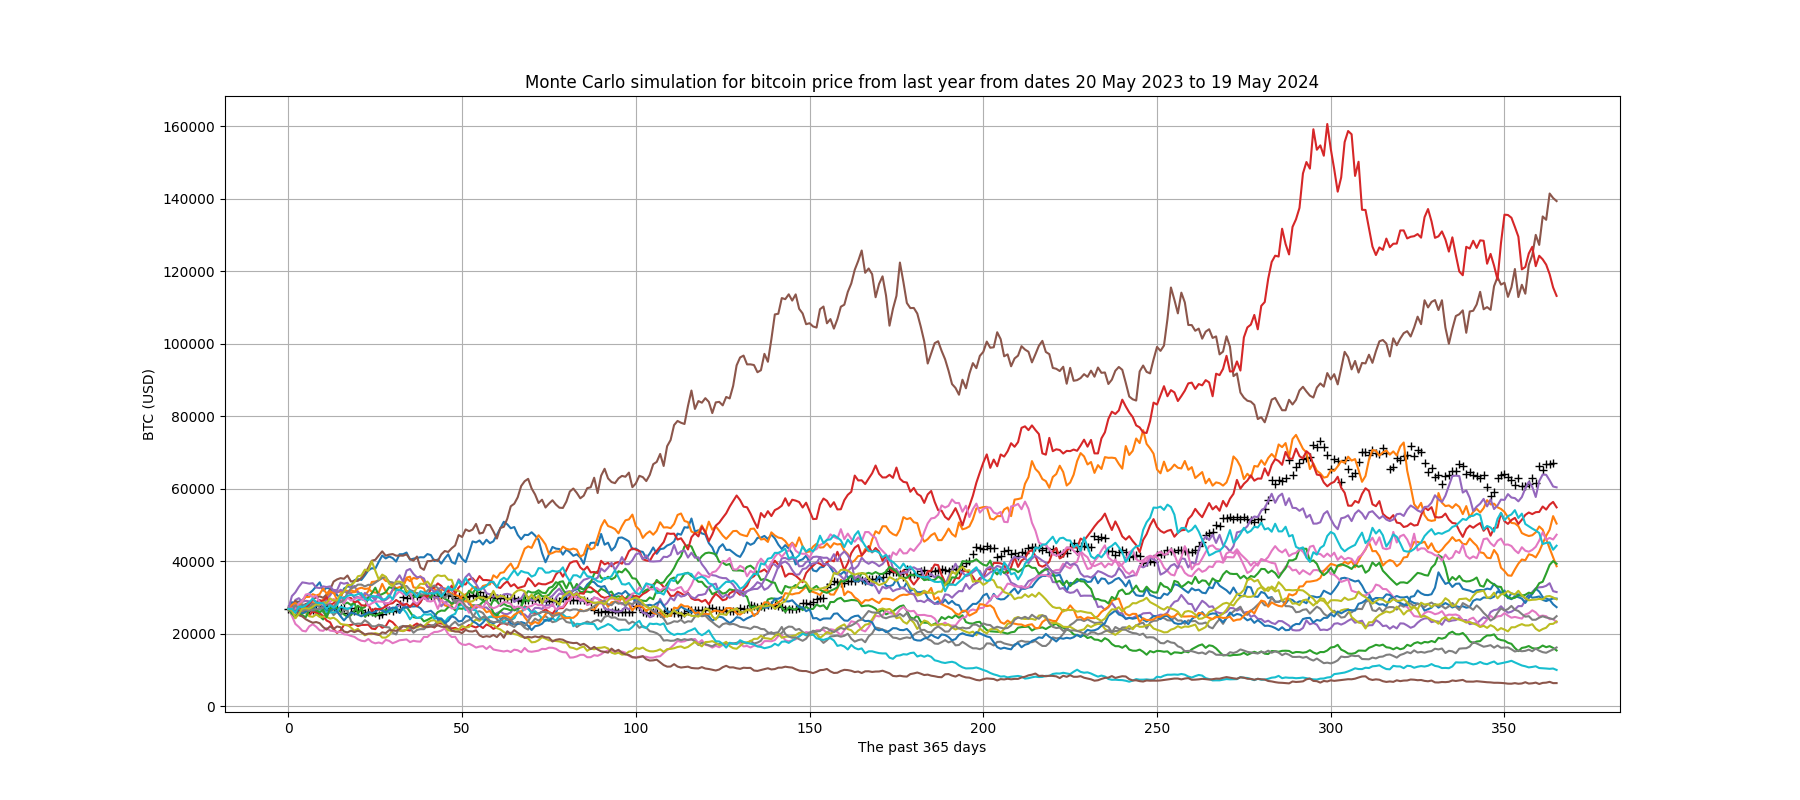 Monte Carlo simulation for bitcoin price from last year from dates 20 May 2023 to 19 May 2024
160000
140000
120000
100000
80000
60000
40000
20000
0
BTC (USD)
0 50 100 150 200 250 300 350
The past 365 days